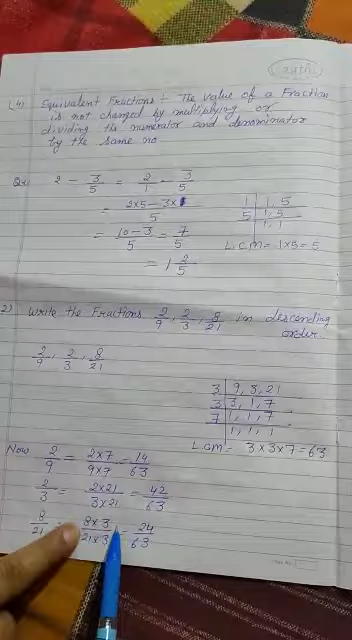 (4) Equivalent Fractions :- The value of a Fraction
is not changed by multiplying or
dividing the numerator and denominator
by the same no
Q1) 2 - 3/5 = 2/1 - 3/5
= 2x5-3x1/5
= 10-3/5 = 7/5
= 1 2/5
1 | 1, 5
5 | 1, 5
1, 1
L.C.M = 1x5 = 5
2) Write the Fractions 2/9, 2/3, 8/21 in descending
order.
2/9, 2/3, 8/21
3 | 9, 3, 21
3 | 3, 1, 7
7 | 1, 1, 7
1, 1, 1
LCM = 3x3x7 = 63
Now 2/9 = 2x7/9x7 = 14/63
2/3 = 2x21/3x21 = 42/63
8/21 = 8x3/21x3 = 24/63